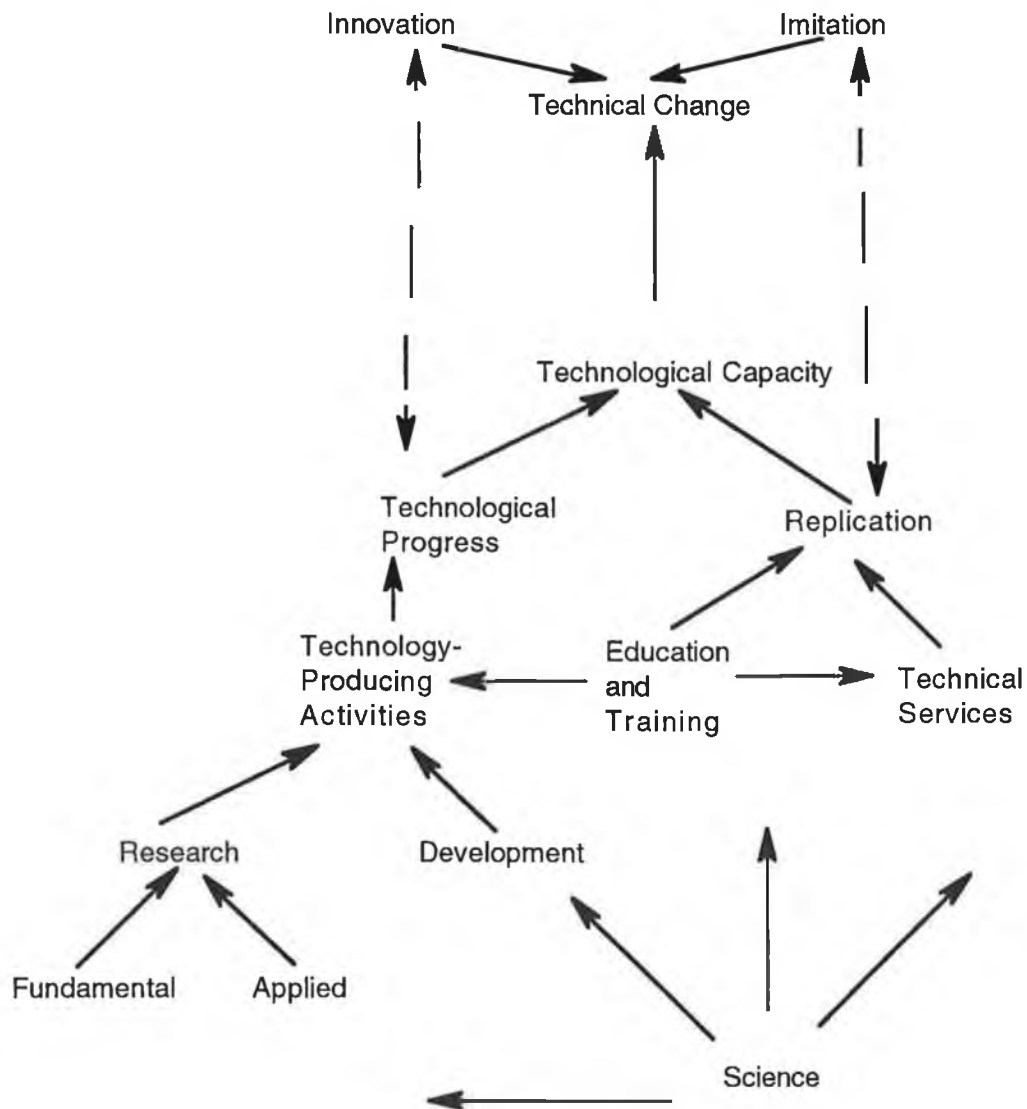 Innovation
Imitation
Technical Change
Technological Capacity
Technological
Progress
Replication
Technology-
Producing
Activities
Education
and
Training
Technical
Services
Research
Development
Fundamental
Applied
Science